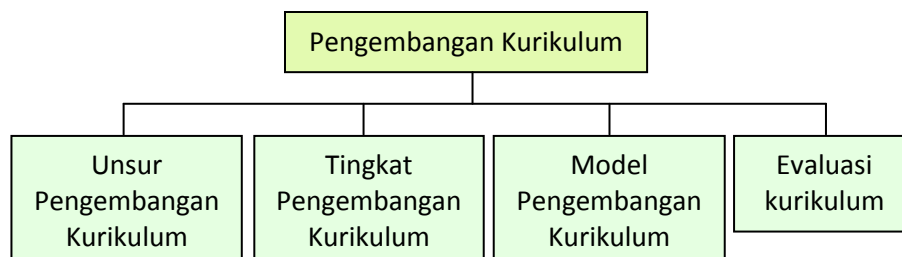 Pengembangan Kurikulum
Unsur
Pengembangan
Kurikulum
Tingkat
Pengembangan
Kurikulum
Model
Pengembangan
Kurikulum
Evaluasi
kurikulum